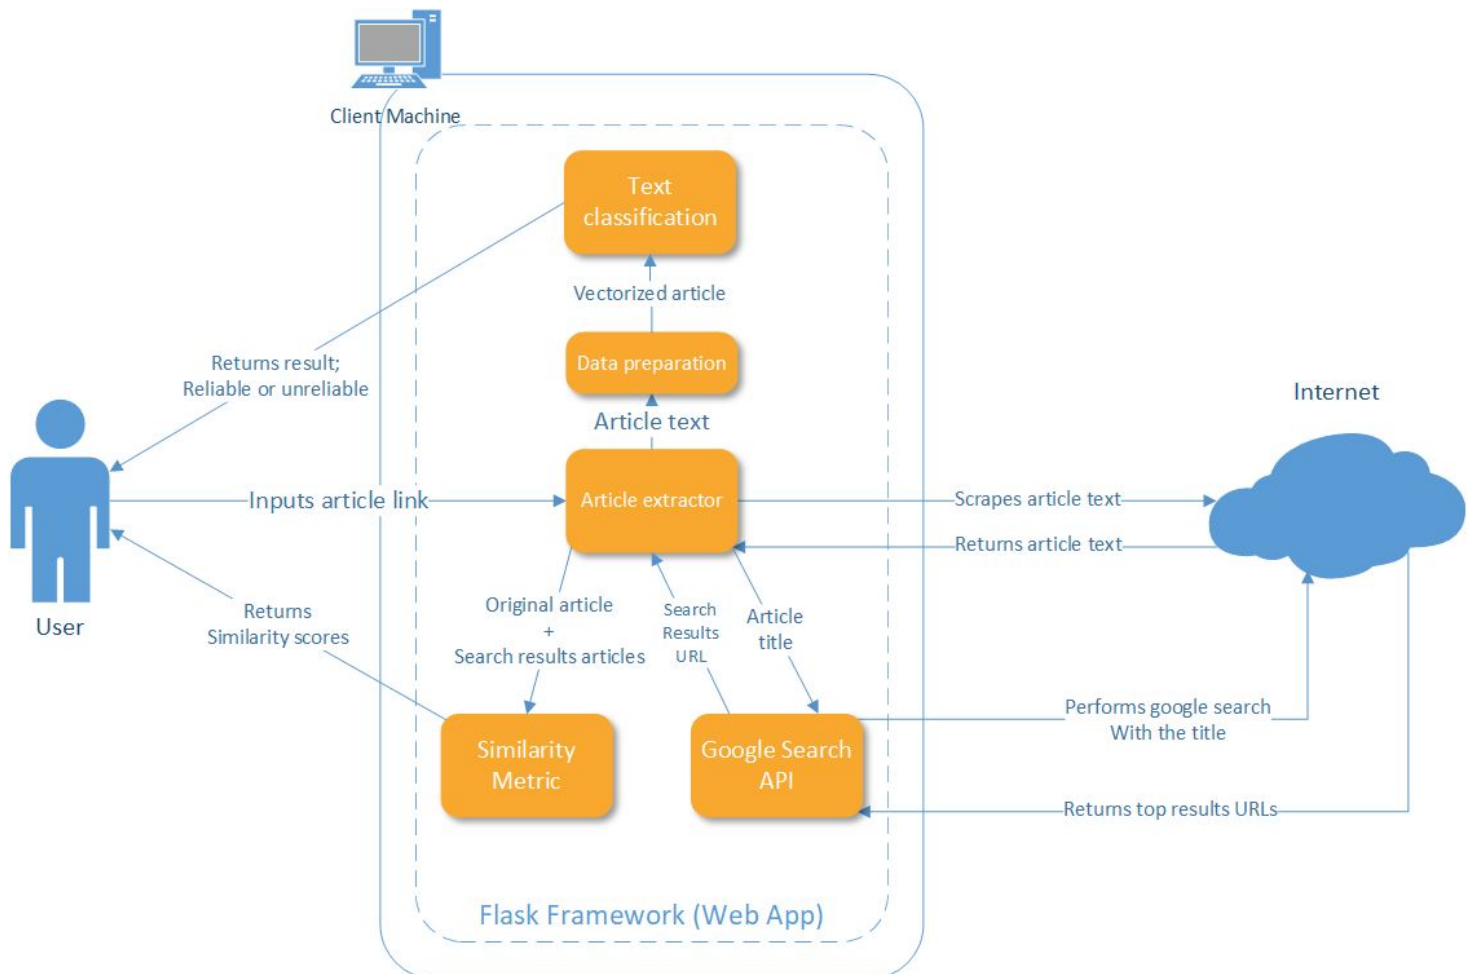 Client Machine
Text
classification
Vectorized article
Returns result;
Reliable or unreliable
Data preparation
Internet
Article text
Inputs article link
Article extractor
Scrapes article text
Returns article text
User
Returns
Similarity scores
Original article
+
Search results articles
Search
Results
URL
Article
title
Similarity
Metric
Google Search
API
Performs google search
With the title
Returns top results URLs
Flask Framework (Web App)